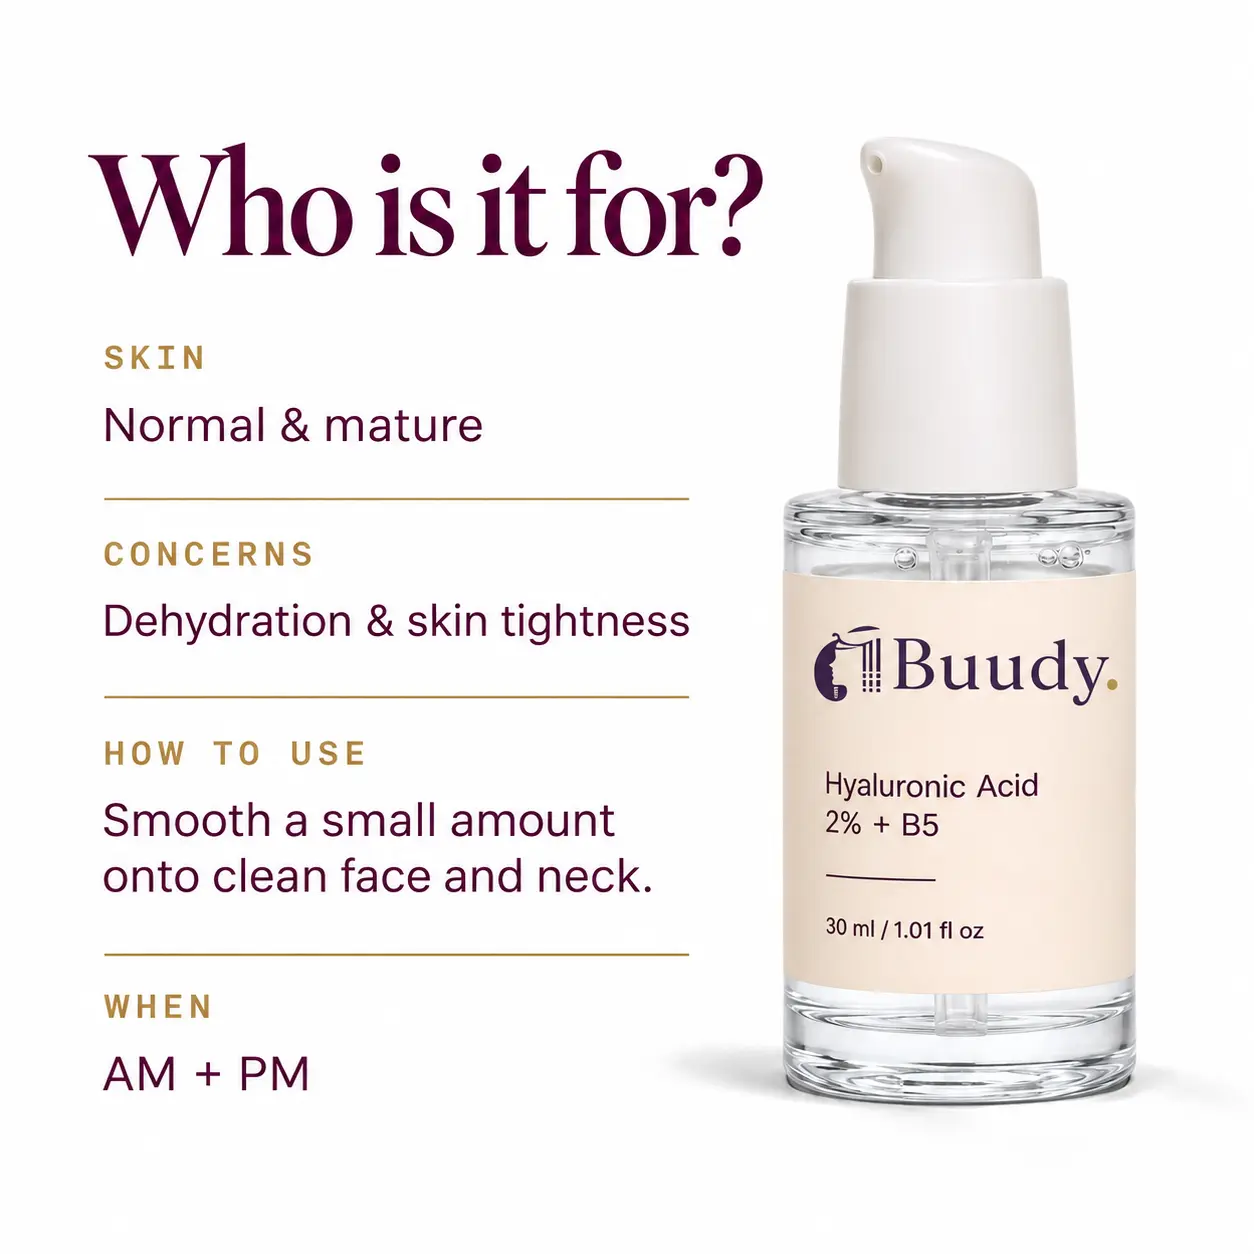 Who is it for?
SKIN
Normal & mature
CONCERNS
Dehydration & skin tightness
HOW TO USE
Smooth a small amount
onto clean face and neck.
WHEN
AM + PM
Buudy.
Hyaluronic Acid
2% + B5
30 ml / 1.01 fl oz